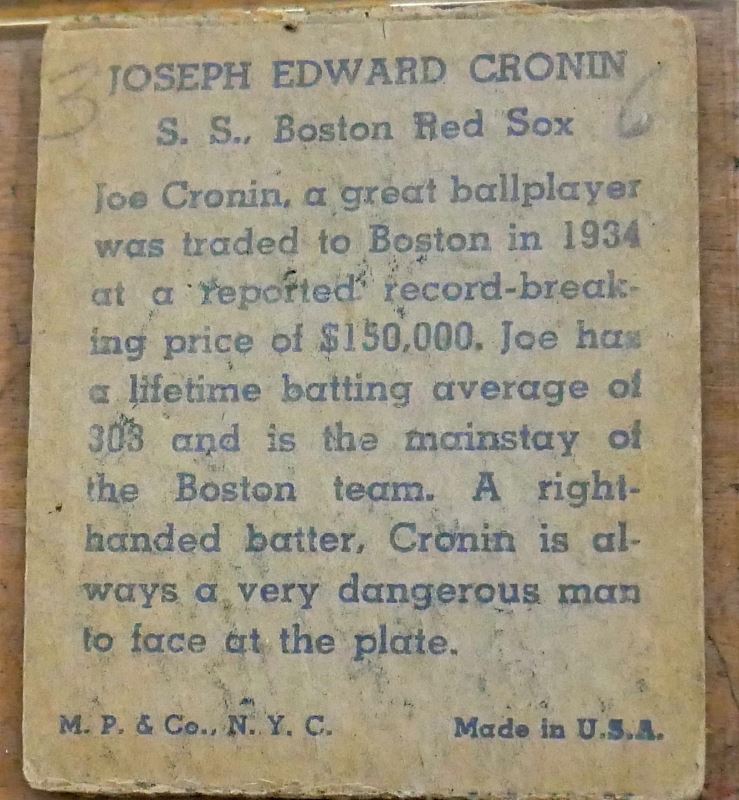 3 JOSEPH EDWARD CRONIN 6
S. S., Boston Red Sox
Joe Cronin, a great ballplayer
was traded to Boston in 1934
at a reported record-break-
ing price of $150,000. Joe has
a lifetime batting average of
303 and is the mainstay of
the Boston team. A right-
handed batter, Cronin is al-
ways a very dangerous man
to face at the plate.
M. P. & Co., N. Y. C. Made in U.S.A.